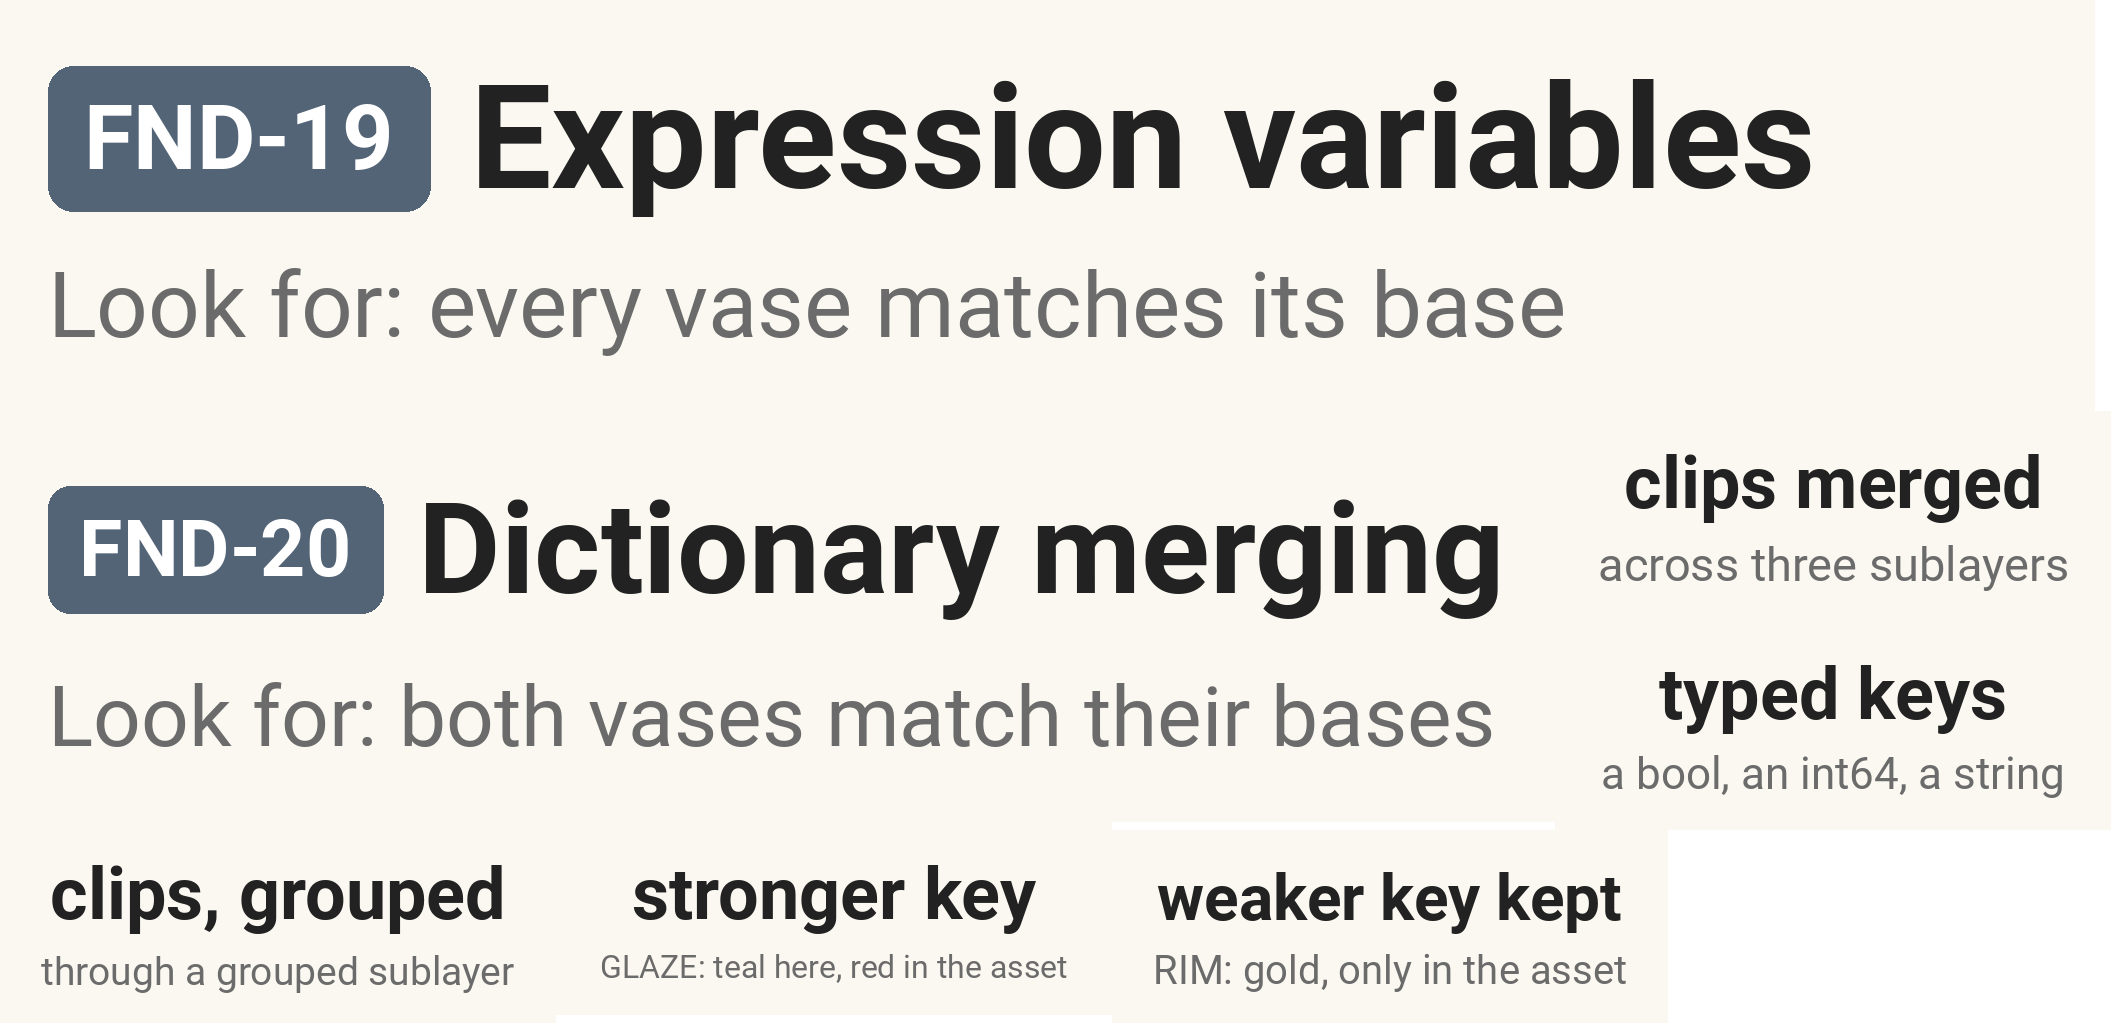 FND-19 Expression variables
Look for: every vase matches its base
FND-20 Dictionary merging
Look for: both vases match their bases
clips merged
across three sublayers
typed keys
a bool, an int64, a string
clips, grouped
through a grouped sublayer
stronger key
GLAZE: teal here, red in the asset
weaker key kept
RIM: gold, only in the asset